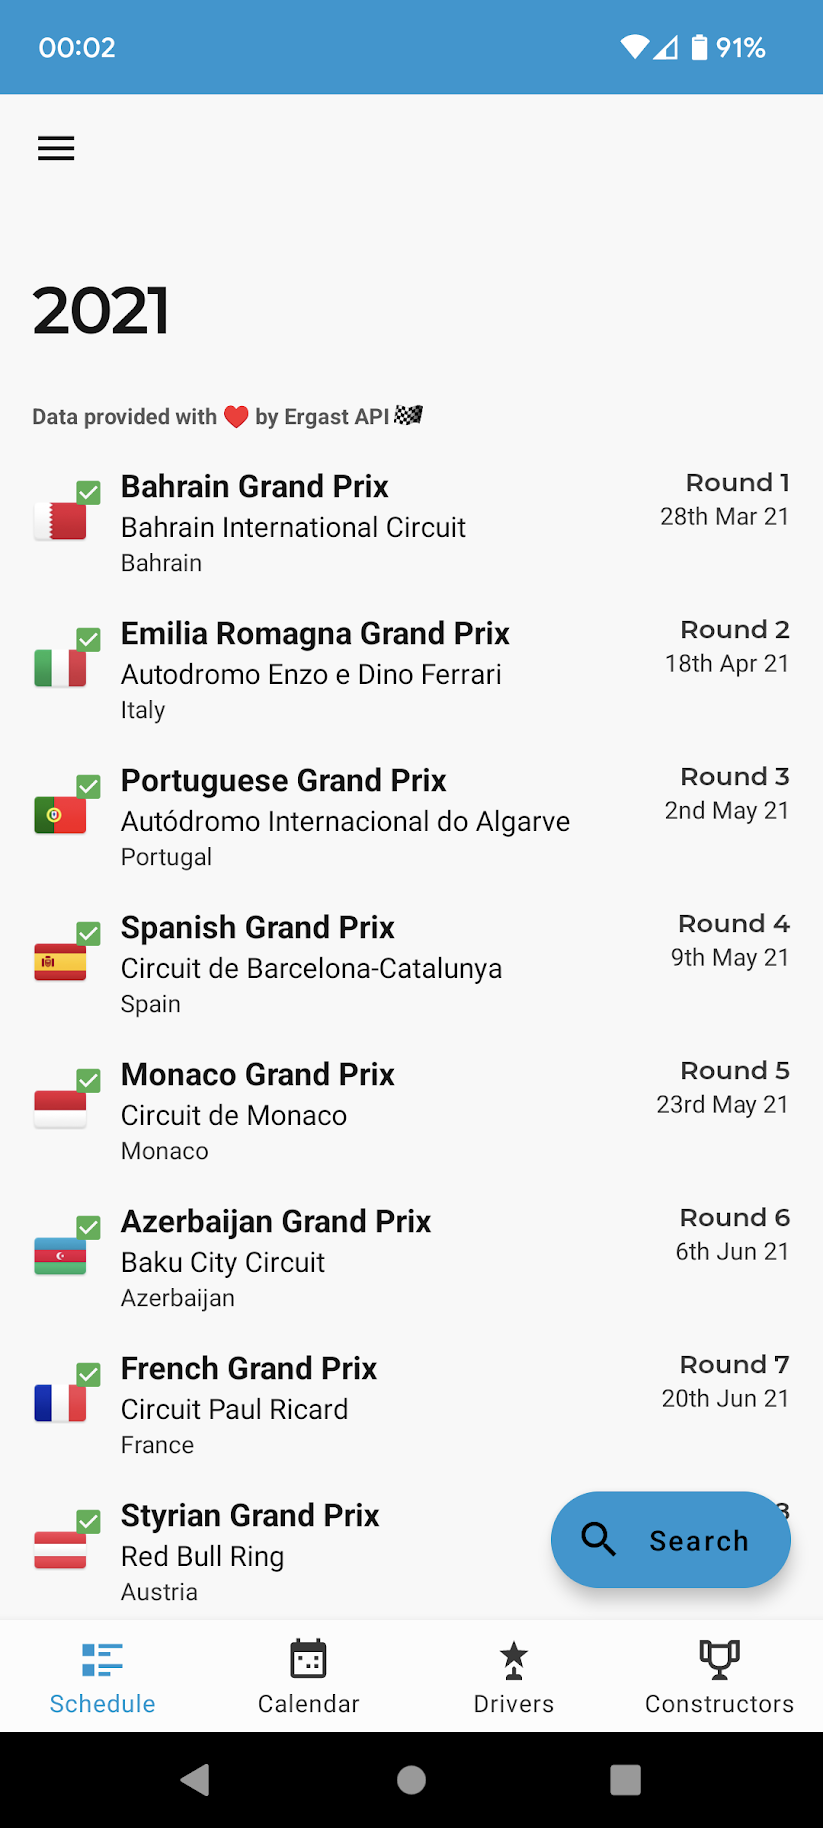 00:02
91%
2021
Data provided with ❤️ by Ergast API 🏁
Bahrain Grand Prix
Round 1
Bahrain International Circuit
28th Mar 21
Bahrain
Emilia Romagna Grand Prix
Round 2
Autodromo Enzo e Dino Ferrari
18th Apr 21
Italy
Portuguese Grand Prix
Round 3
Autódromo Internacional do Algarve
2nd May 21
Portugal
Spanish Grand Prix
Round 4
Circuit de Barcelona-Catalunya
9th May 21
Spain
Monaco Grand Prix
Round 5
Circuit de Monaco
23rd May 21
Monaco
Azerbaijan Grand Prix
Round 6
Baku City Circuit
6th Jun 21
Azerbaijan
French Grand Prix
Round 7
Circuit Paul Ricard
20th Jun 21
France
Styrian Grand Prix
Red Bull Ring
Search
Austria
Schedule
Calendar
Drivers
Constructors